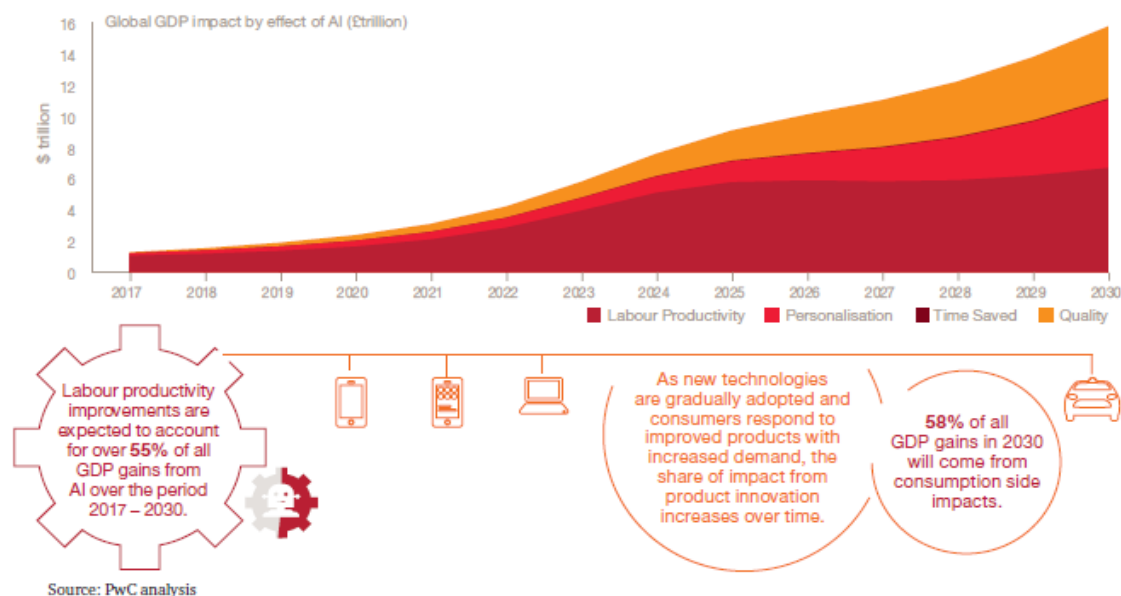 Global GDP impact by effect of AI (£trillion)
$ trillion
16
14
12
10
8
6
4
2
0
2017 2018 2019 2020 2021 2022 2023 2024 2025 2026 2027 2028 2029 2030
Labour Productivity Personalisation Time Saved Quality
Labour productivity
improvements are
expected to account
for over 55% of all
GDP gains from
AI over the period
2017 – 2030.
As new technologies
are gradually adopted and
consumers respond to
improved products with
increased demand, the
share of impact from
product innovation
increases over time.
58% of all
GDP gains in 2030
will come from
consumption side
impacts.
Source: PwC analysis